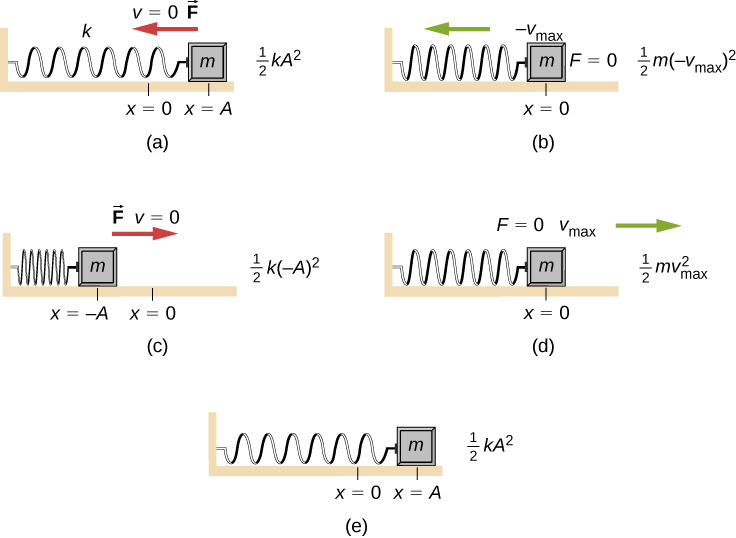 k v = 0 F⃗
m ½kA²
x = 0 x = A
(a)
−vmax
m F = 0 ½m(−vmax)²
x = 0
(b)
F⃗ v = 0
m ½k(−A)²
x = −A x = 0
(c)
F = 0 vmax
m ½mv²max
x = 0
(d)
m ½kA²
x = 0 x = A
(e)